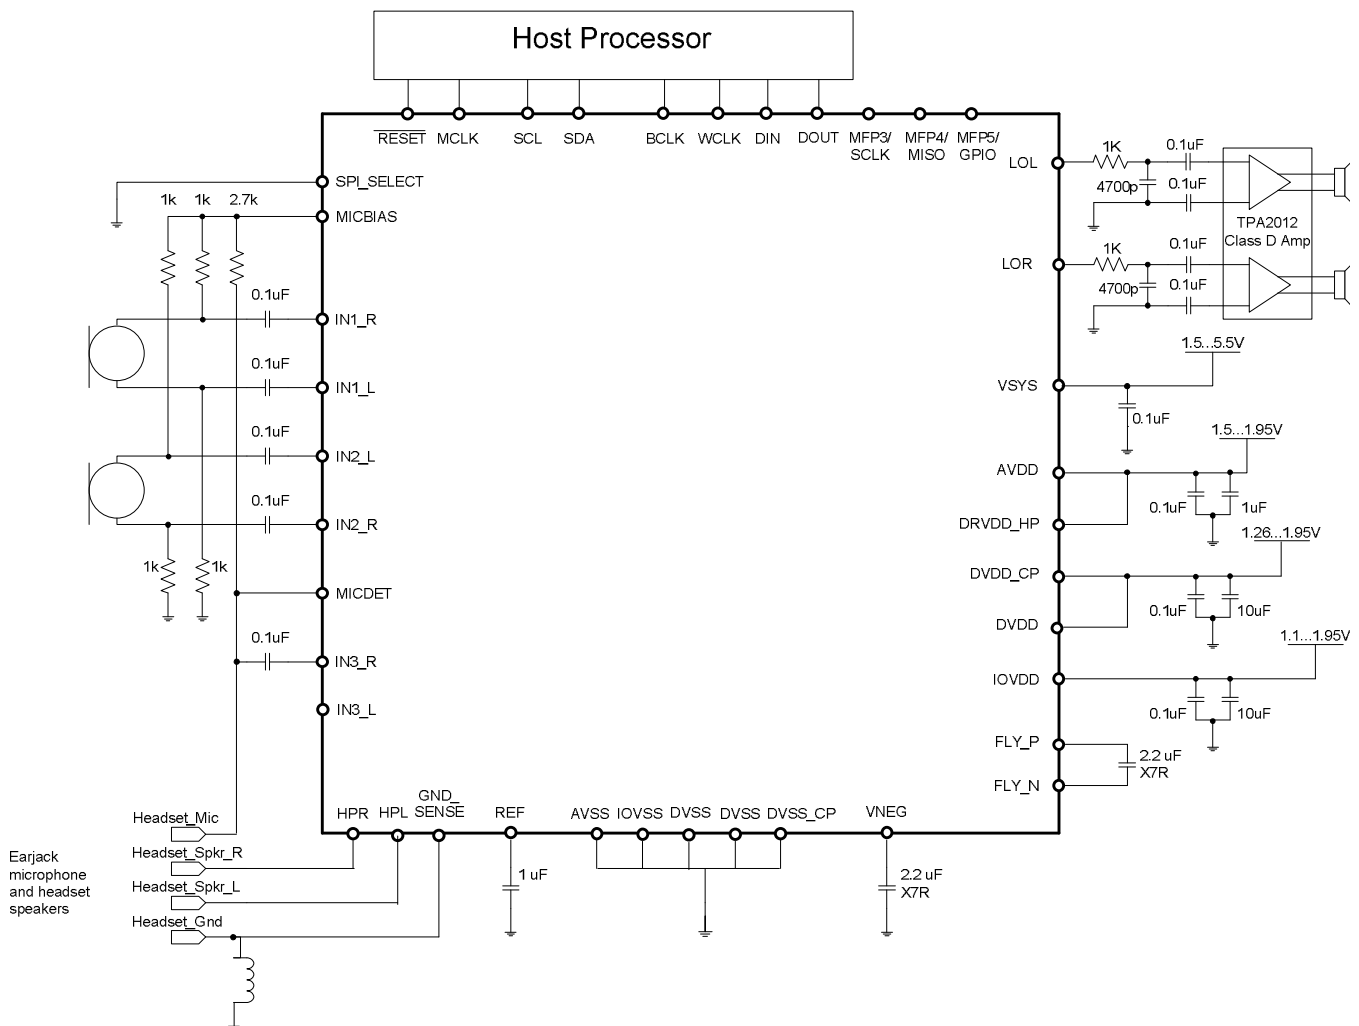 Host Processor
RESET MCLK SCL SDA BCLK WCLK DIN DOUT MFP3/ MFP4/ MFP5/
SCLK MISO GPIO
SPI_SELECT
1k 1k 2.7k
MICBIAS
0.1uF
IN1_R
0.1uF
IN1_L
0.1uF
IN2_L
0.1uF
IN2_R
1k 1k
MICDET
0.1uF
IN3_R
IN3_L
LOL
1K
0.1uF
4700p
0.1uF
TPA2012
Class D Amp
LOR
1K
0.1uF
4700p
0.1uF
1.5...5.5V
VSYS
0.1uF
1.5...1.95V
AVDD
0.1uF 1uF
DRVDD_HP
1.26...1.95V
DVDD_CP
0.1uF 10uF
DVDD
1.1...1.95V
IOVDD
0.1uF 10uF
FLY_P
2.2 uF
X7R
FLY_N
HPR HPL GND_
SENSE
REF AVSS IOVSS DVSS DVSS DVSS_CP VNEG
1 uF
2.2 uF
X7R
Headset_Mic
Headset_Spkr_R
Headset_Spkr_L
Headset_Gnd
Earjack
microphone
and headset
speakers